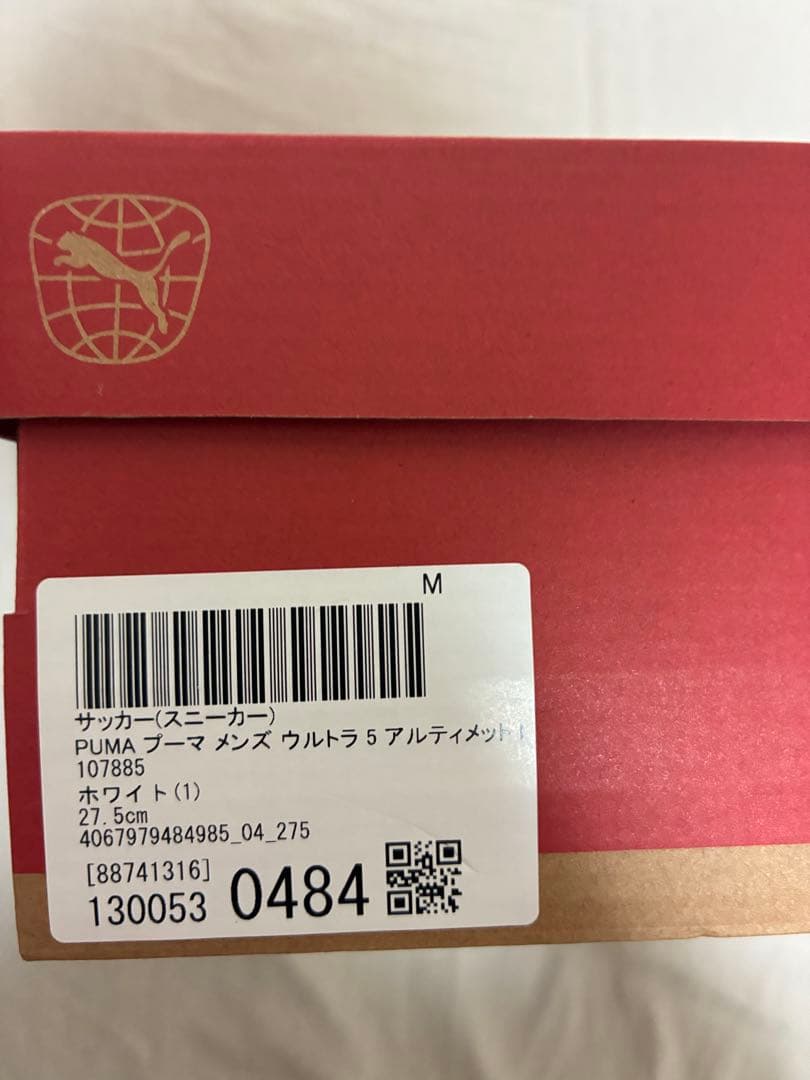 M
サッカー(スニーカー)
PUMA プーマ メンズ ウルトラ 5 アルティメット
107885
ホワイト(1)
27.5cm
4067979484985_04_275
[88741316]
130053 0484